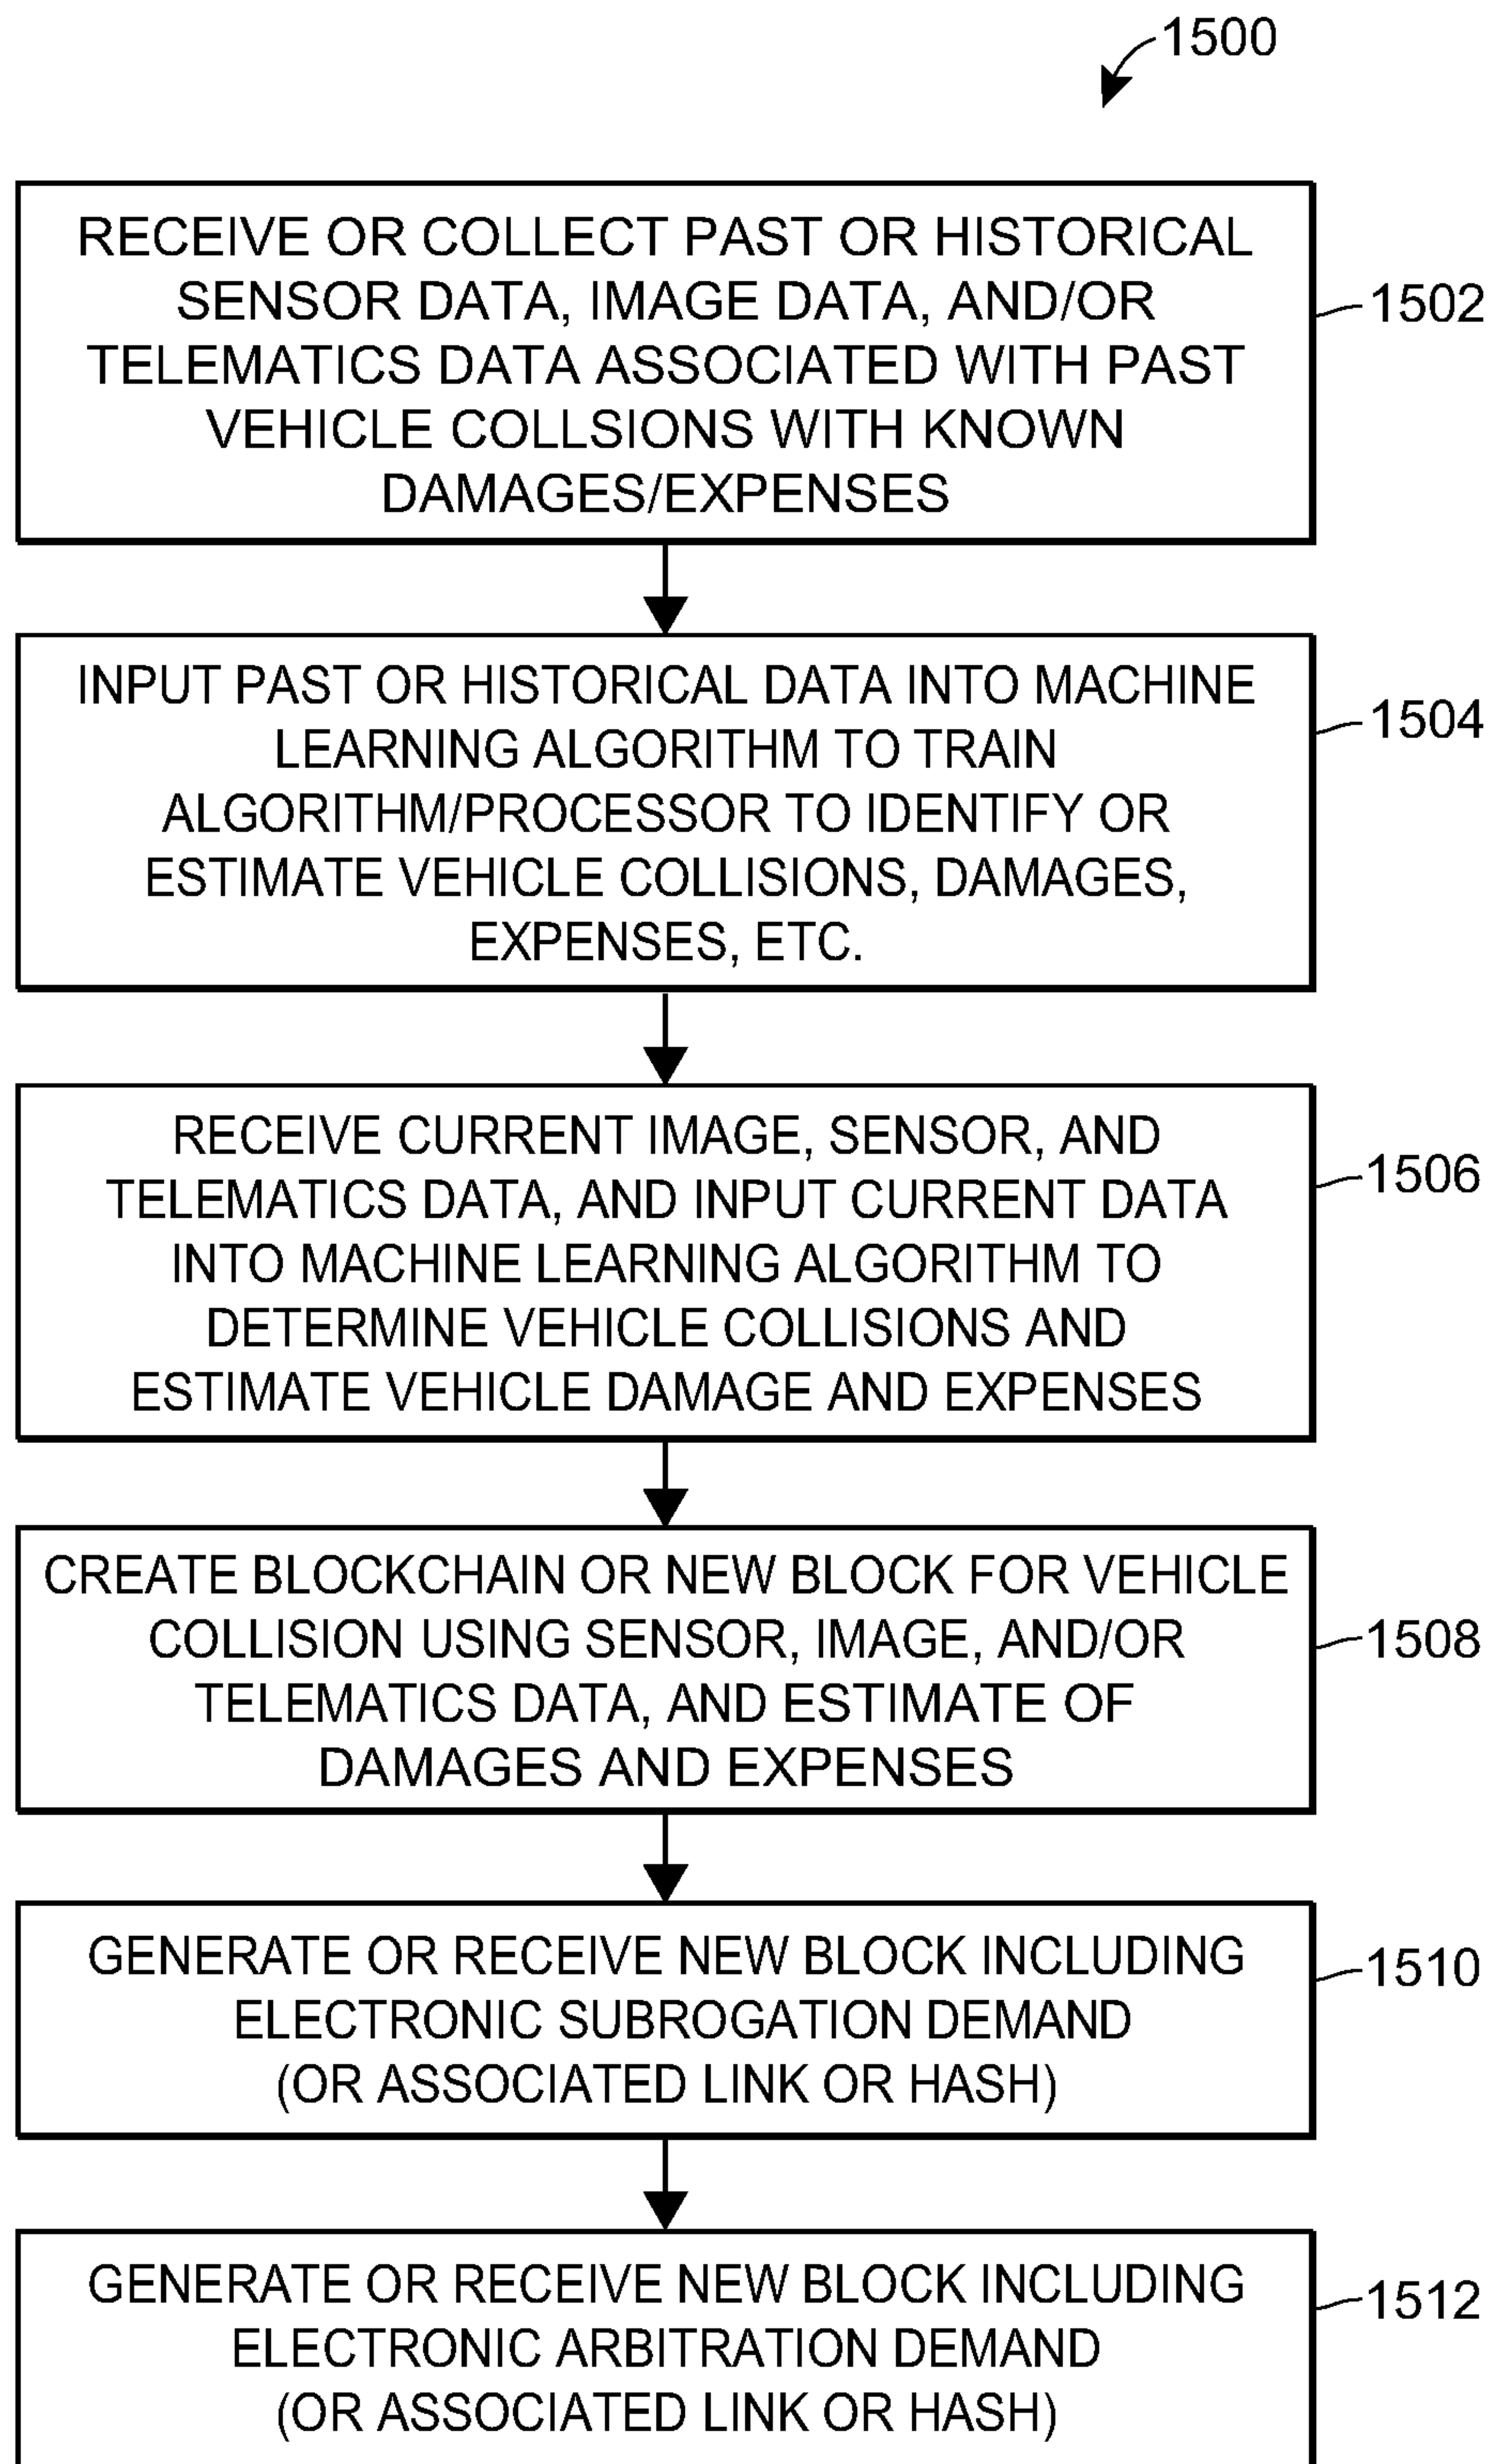 1500
RECEIVE OR COLLECT PAST OR HISTORICAL
SENSOR DATA, IMAGE DATA, AND/OR
TELEMATICS DATA ASSOCIATED WITH PAST
VEHICLE COLLSIONS WITH KNOWN
DAMAGES/EXPENSES
1502
INPUT PAST OR HISTORICAL DATA INTO MACHINE
LEARNING ALGORITHM TO TRAIN
ALGORITHM/PROCESSOR TO IDENTIFY OR
ESTIMATE VEHICLE COLLISIONS, DAMAGES,
EXPENSES, ETC.
1504
RECEIVE CURRENT IMAGE, SENSOR, AND
TELEMATICS DATA, AND INPUT CURRENT DATA
INTO MACHINE LEARNING ALGORITHM TO
DETERMINE VEHICLE COLLISIONS AND
ESTIMATE VEHICLE DAMAGE AND EXPENSES
1506
CREATE BLOCKCHAIN OR NEW BLOCK FOR VEHICLE
COLLISION USING SENSOR, IMAGE, AND/OR
TELEMATICS DATA, AND ESTIMATE OF
DAMAGES AND EXPENSES
1508
GENERATE OR RECEIVE NEW BLOCK INCLUDING
ELECTRONIC SUBROGATION DEMAND
(OR ASSOCIATED LINK OR HASH)
1510
GENERATE OR RECEIVE NEW BLOCK INCLUDING
ELECTRONIC ARBITRATION DEMAND
(OR ASSOCIATED LINK OR HASH)
1512